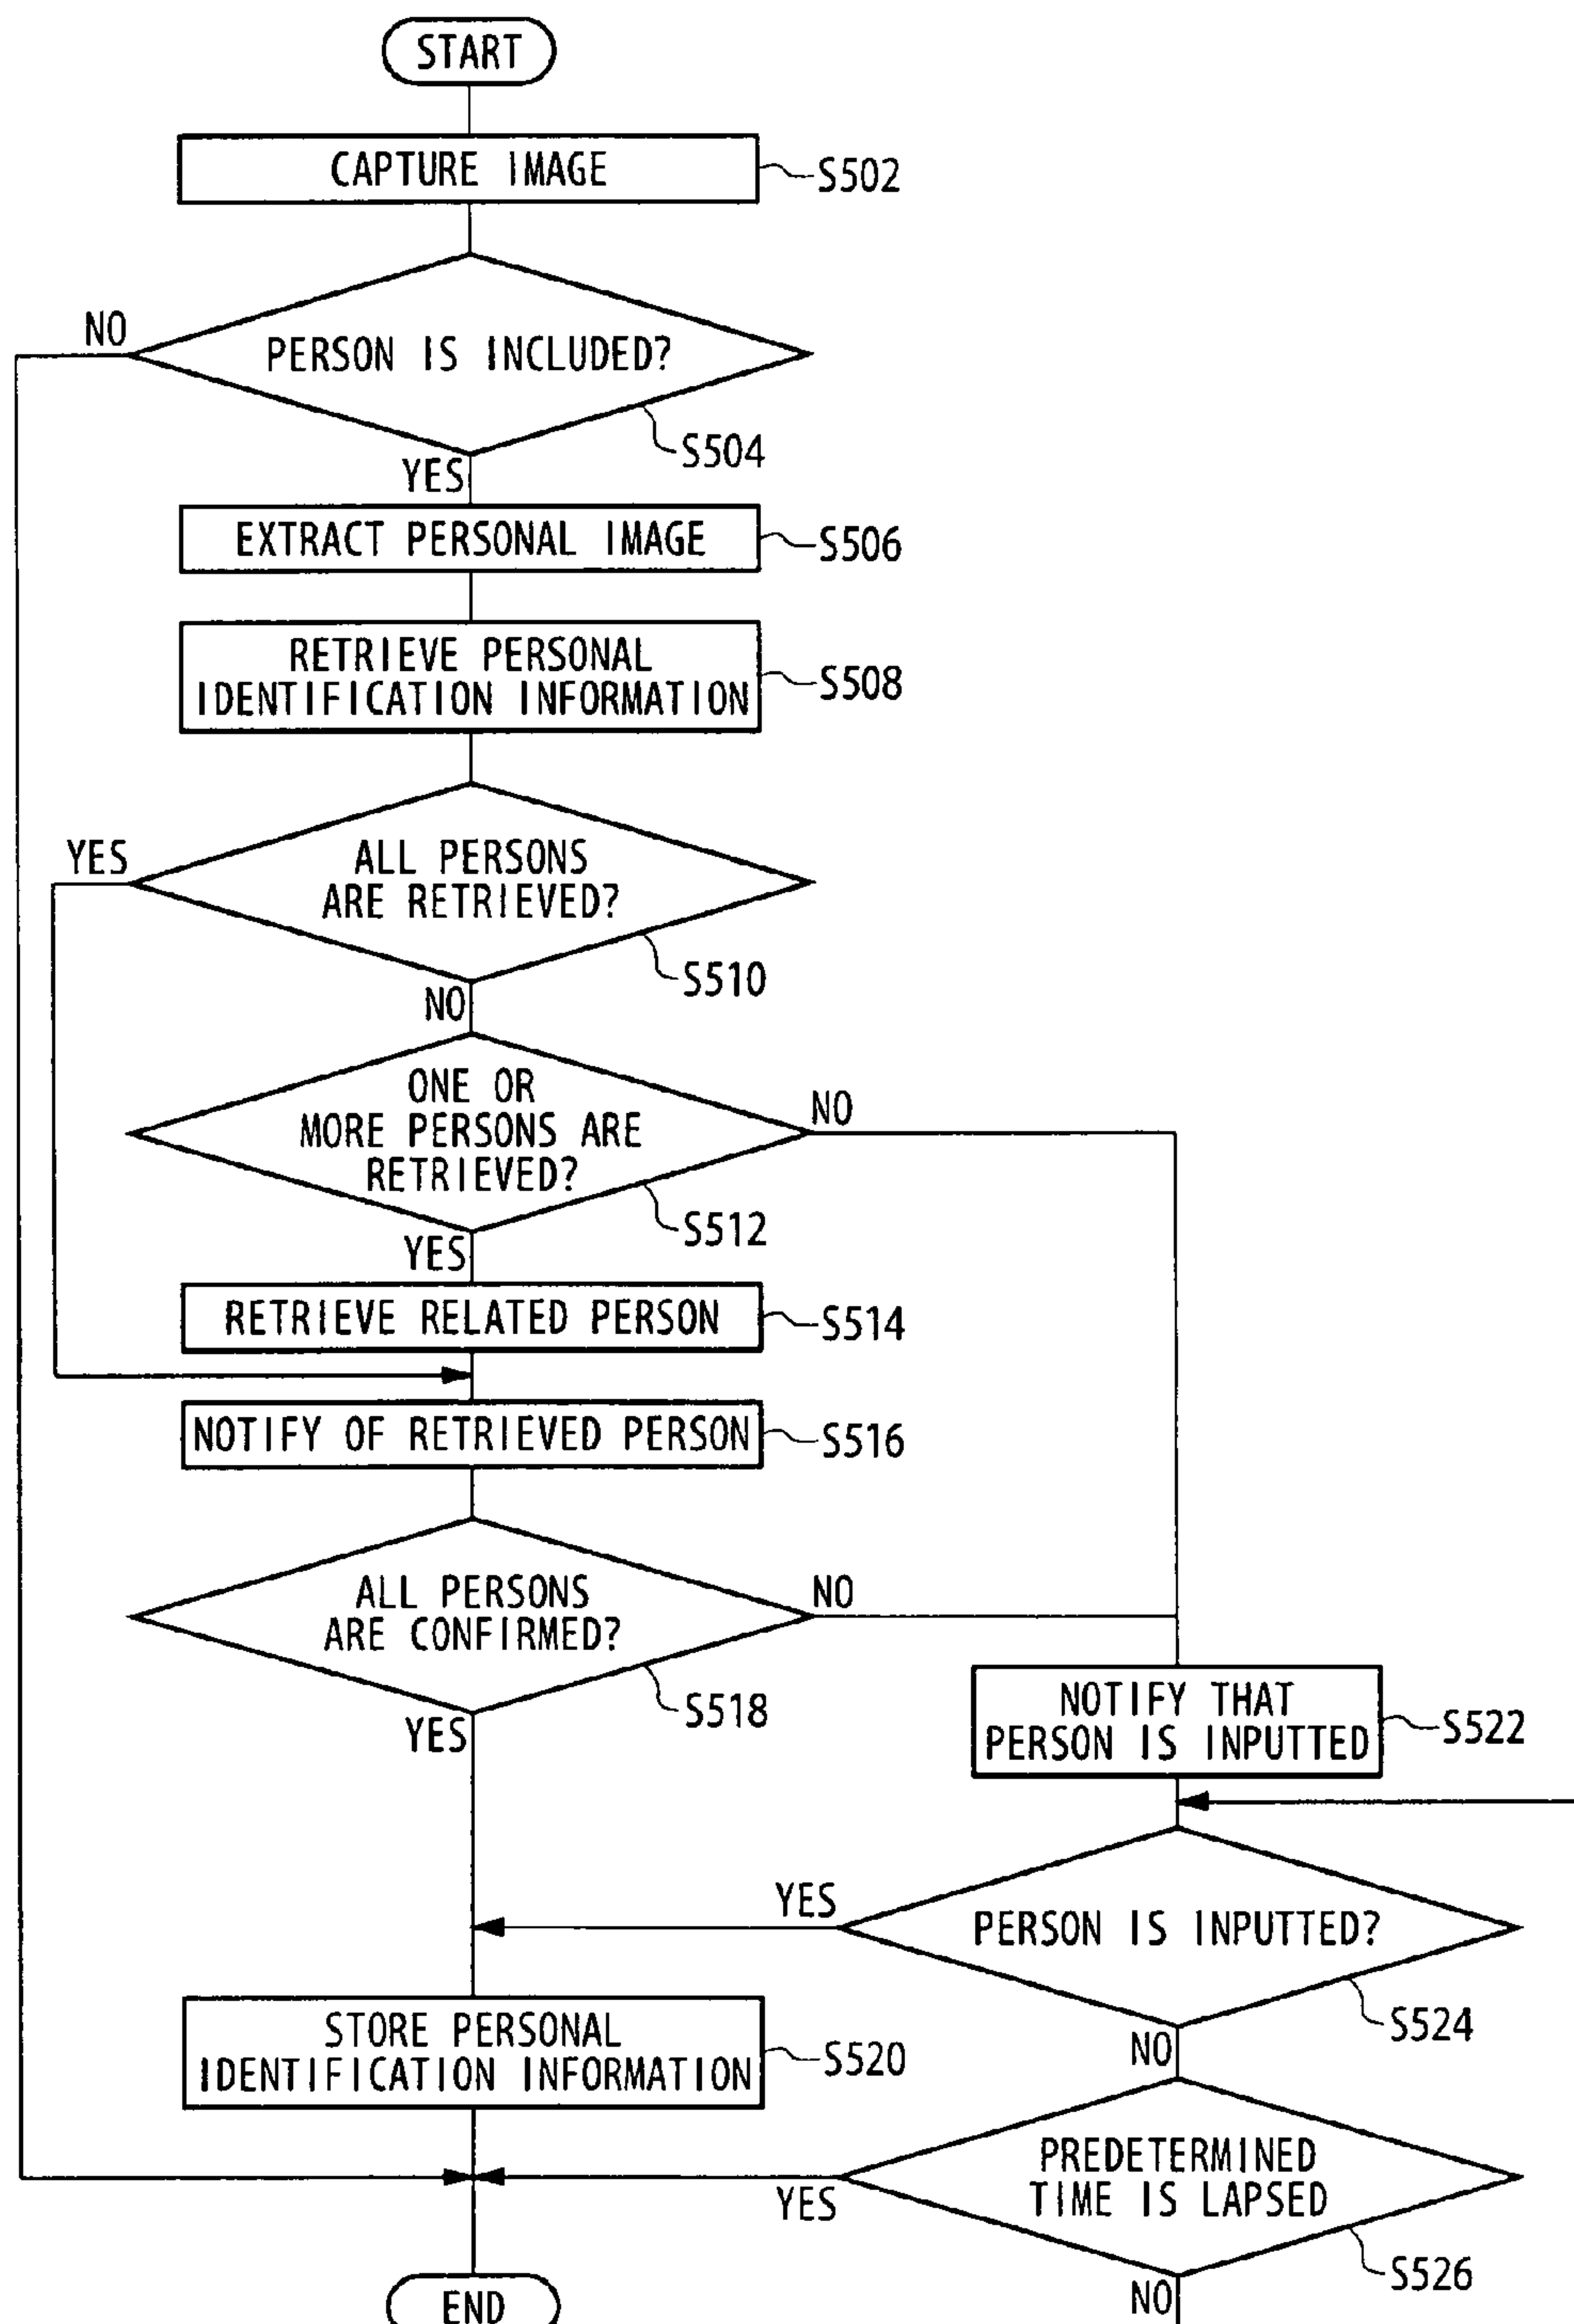 START
CAPTURE IMAGE
S502
NO
PERSON IS INCLUDED?
S504
YES
EXTRACT PERSONAL IMAGE
S506
RETRIEVE PERSONAL
IDENTIFICATION INFORMATION
S508
YES
ALL PERSONS
ARE RETRIEVED?
S510
NO
ONE OR
MORE PERSONS ARE
RETRIEVED?
NO
S512
YES
RETRIEVE RELATED PERSON
S514
NOTIFY OF RETRIEVED PERSON
S516
ALL PERSONS
ARE CONFIRMED?
NO
S518
YES
NOTIFY THAT
PERSON IS INPUTTED
S522
YES
PERSON IS INPUTTED?
S524
NO
STORE PERSONAL
IDENTIFICATION INFORMATION
S520
PREDETERMINED
TIME IS LAPSED
YES
S526
NO
END